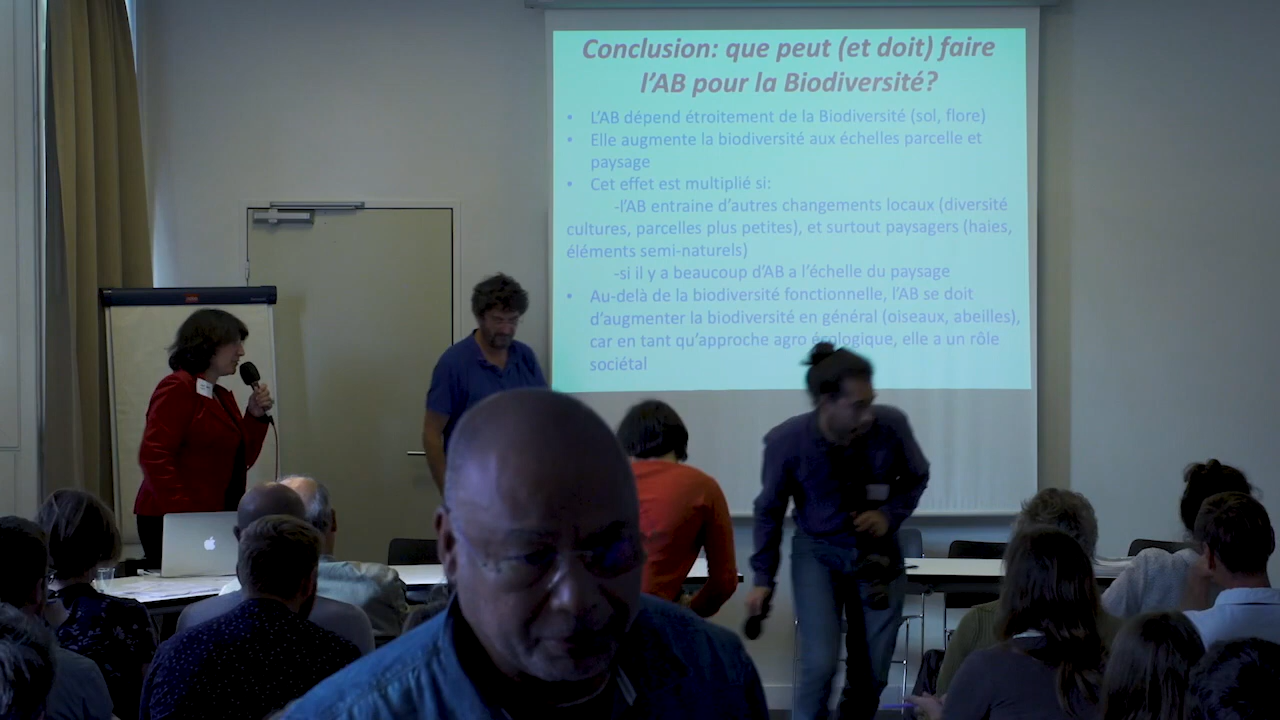 Conclusion: que peut (et doit) faire
l'AB pour la Biodiversité?
• L'AB dépend étroitement de la Biodiversité (sol, flore)
• Elle augmente la biodiversité aux échelles parcelle et
paysage
• Cet effet est multiplié si:
-l'AB entraine d'autres changements locaux (diversité
cultures, parcelles plus petites), et surtout paysagers (haies,
éléments semi-naturels)
-si il y a beaucoup d'AB a l'échelle du paysage
• Au-delà de la biodiversité fonctionnelle, l'AB se doit
d'augmenter la biodiversité en général (oiseaux, abeilles),
car en tant qu'approche agro écologique, elle a un rôle
sociétal